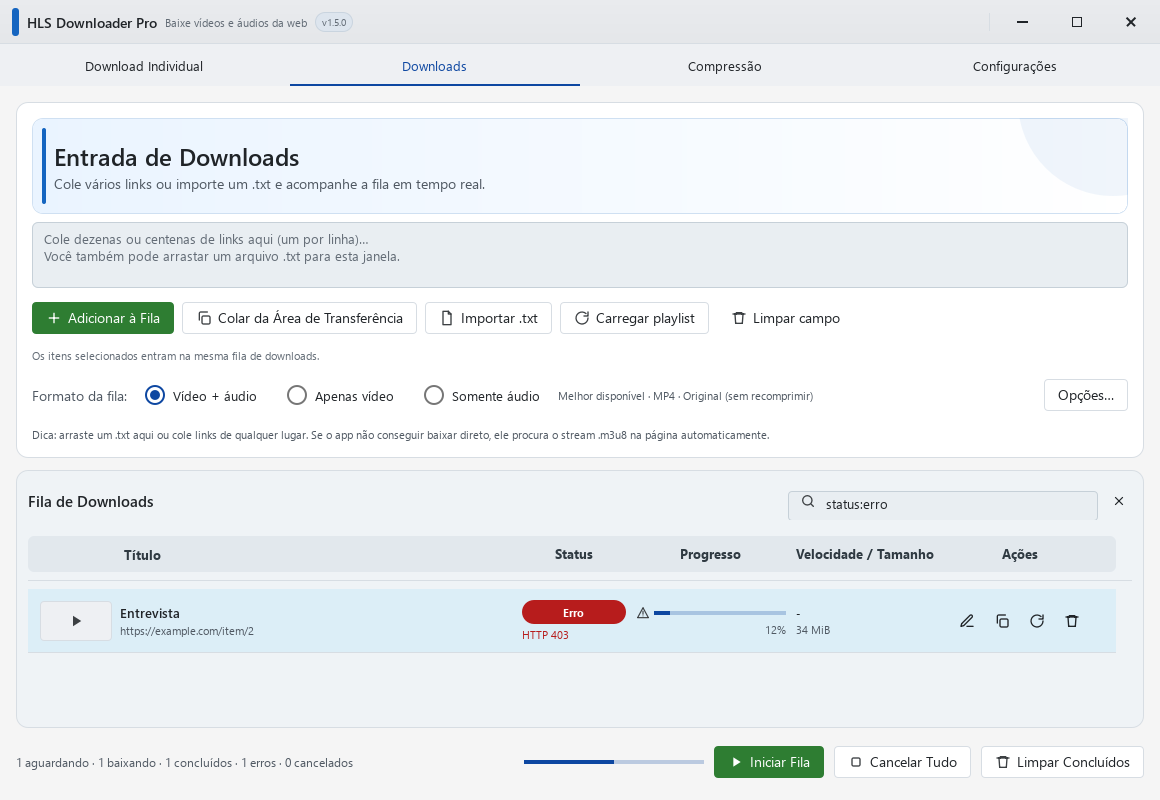 HLS Downloader Pro Baixe vídeos e áudios da web v1.5.0
Download Individual Downloads Compressão Configurações
Entrada de Downloads
Cole vários links ou importe um .txt e acompanhe a fila em tempo real.
Cole dezenas ou centenas de links aqui (um por linha)...
Você também pode arrastar um arquivo .txt para esta janela.
Adicionar à Fila Colar da Área de Transferência Importar .txt Carregar playlist Limpar campo
Os itens selecionados entram na mesma fila de downloads.
Formato da fila: Vídeo + áudio Apenas vídeo Somente áudio Melhor disponível · MP4 · Original (sem recomprimir) Opções...
Dica: arraste um .txt aqui ou cole links de qualquer lugar. Se o app não conseguir baixar direto, ele procura o stream .m3u8 na página automaticamente.
Fila de Downloads status:erro
Título Status Progresso Velocidade / Tamanho Ações
Entrevista Erro -
https://example.com/item/2 HTTP 403 12% 34 MiB
1 aguardando · 1 baixando · 1 concluídos · 1 erros · 0 cancelados Iniciar Fila Cancelar Tudo Limpar Concluídos